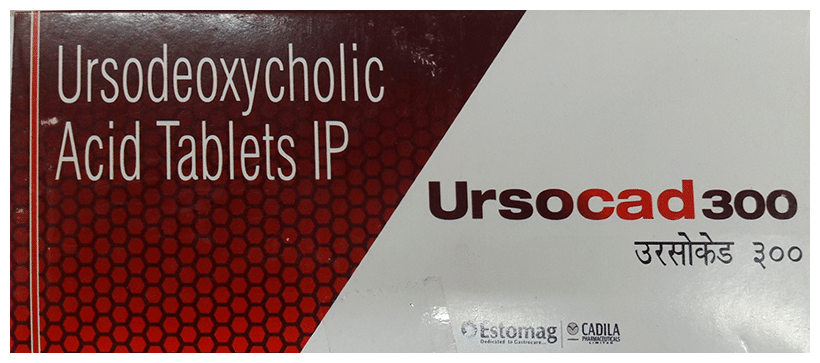 Ursodeoxycholic
Acid Tablets IP
Ursocad 300
उरसोकेड ३००
Estomag
Dedicated to Gastrocare...
CADILA
PHARMACEUTICALS
LIMITED